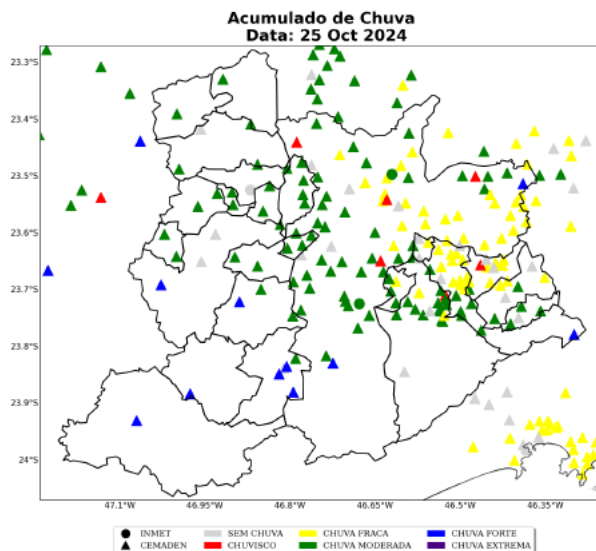 Acumulado de Chuva
Data: 25 Oct 2024
23.3°S
23.4°S
23.5°S
23.6°S
23.7°S
23.8°S
23.9°S
24°S
47.1°W
46.95°W
46.8°W
46.65°W
46.5°W
46.35°W
INMET SEM CHUVA CHUVA FRACA CHUVA FORTE
CEMADEN CHUVISCO CHUVA MODERADA CHUVA EXTREMA